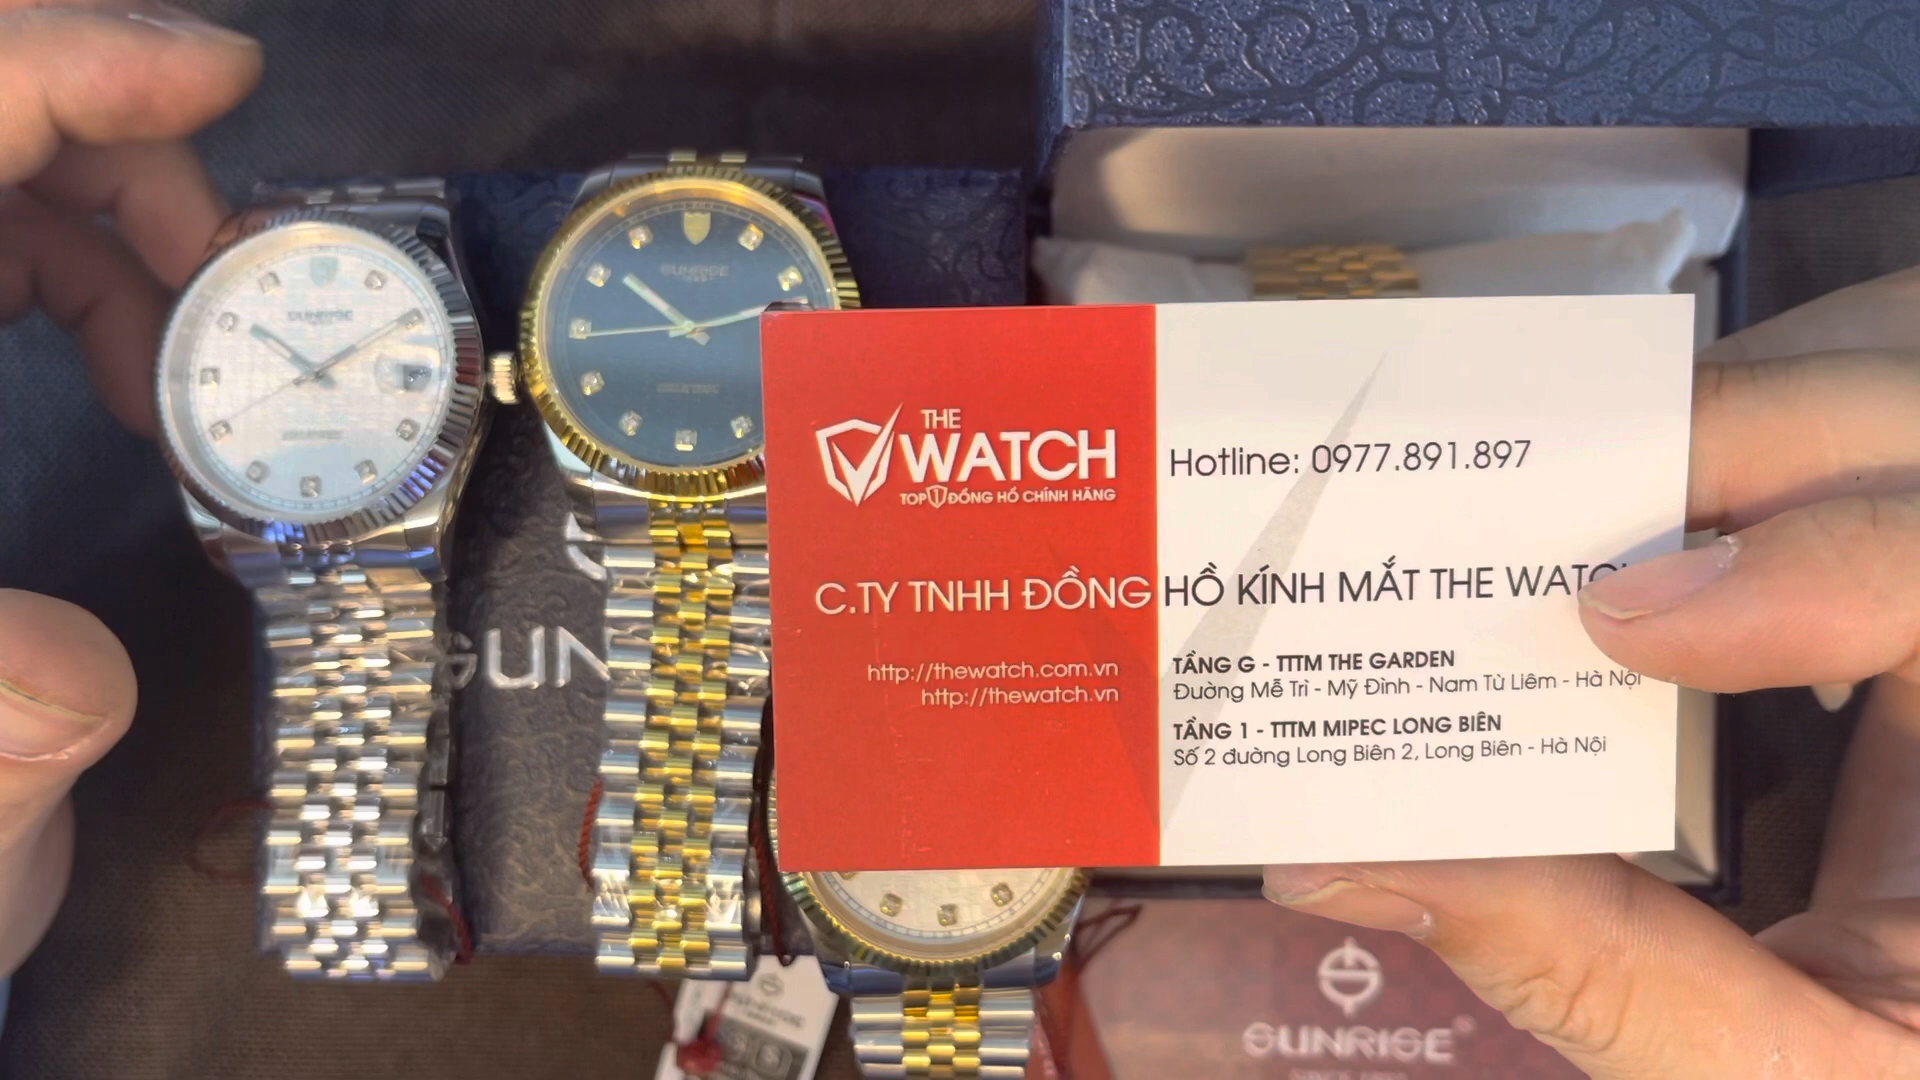 SUNRISE
SUNRISE
SUN
THE
WATCH
TOP 1 ĐỒNG HỒ CHÍNH HÃNG
Hotline: 0977.891.897
C.TY TNHH ĐỒNG HỒ KÍNH MẮT THE
http://thewatch.com.vn
http://thewatch.vn
TẦNG G - TTTM THE GARDEN
Đường Mễ Trì - Mỹ Đình - Nam Từ Liêm - Hà Nội
TẦNG 1 - TTTM MIPEC LONG BIÊN
Số 2 đường Long Biên 2, Long Biên - Hà Nội
SUNRISE